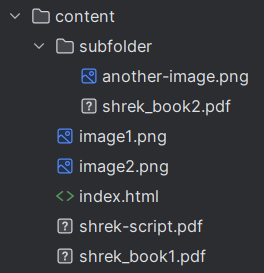 content
subfolder
another-image.png
shrek_book2.pdf
image1.png
image2.png
index.html
shrek-script.pdf
shrek_book1.pdf